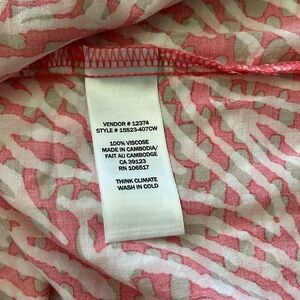 VENDOR # 12374
STYLE # 15523-407CW
100% VISCOSE
MADE IN CAMBODIA/
FAIT AU CAMBODGE
CA 39123
RN 106517
THINK CLIMATE
WASH IN COLD